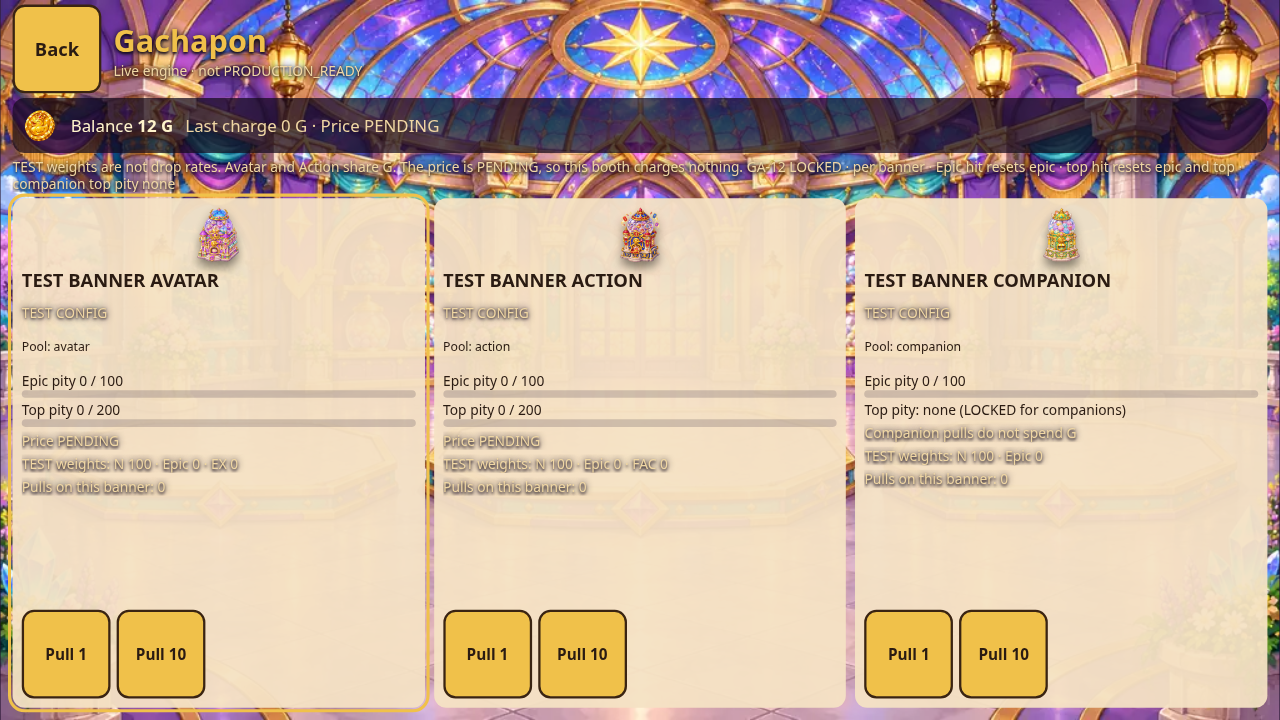 Back
Gachapon
Live engine · not PRODUCTION_READY
Balance 12 G Last charge 0 G · Price PENDING
TEST weights are not drop rates. Avatar and Action share G. The price is PENDING, so this booth charges nothing. GA-12 LOCKED · per banner · Epic hit resets epic · top hit resets epic and top ·
companion top pity none
TEST BANNER AVATAR
TEST CONFIG
Pool: avatar
Epic pity 0 / 100
Top pity 0 / 200
Price PENDING
TEST weights: N 100 · Epic 0 · EX 0
Pulls on this banner: 0
Pull 1
Pull 10
TEST BANNER ACTION
TEST CONFIG
Pool: action
Epic pity 0 / 100
Top pity 0 / 200
Price PENDING
TEST weights: N 100 · Epic 0 · FAC 0
Pulls on this banner: 0
Pull 1
Pull 10
TEST BANNER COMPANION
TEST CONFIG
Pool: companion
Epic pity 0 / 100
Top pity: none (LOCKED for companions)
Companion pulls do not spend G
TEST weights: N 100 · Epic 0
Pulls on this banner: 0
Pull 1
Pull 10